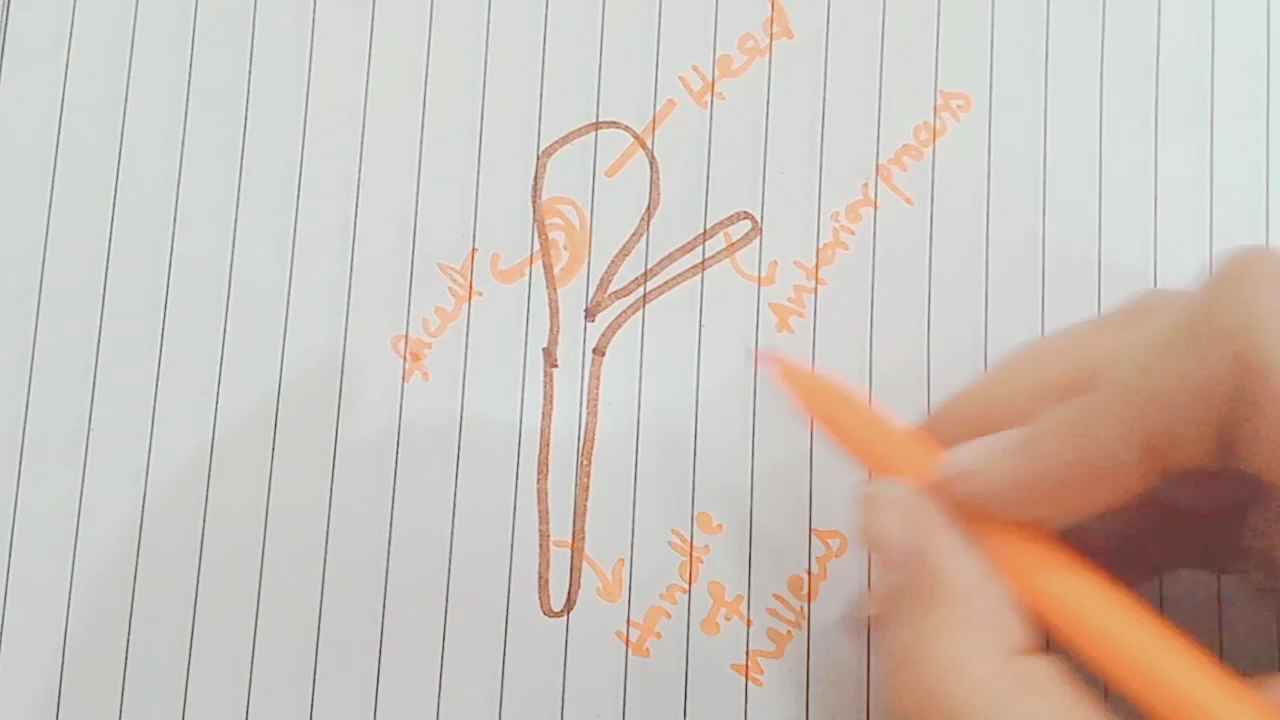 Head
Anterior process
Facet
Handle
of
Malleus